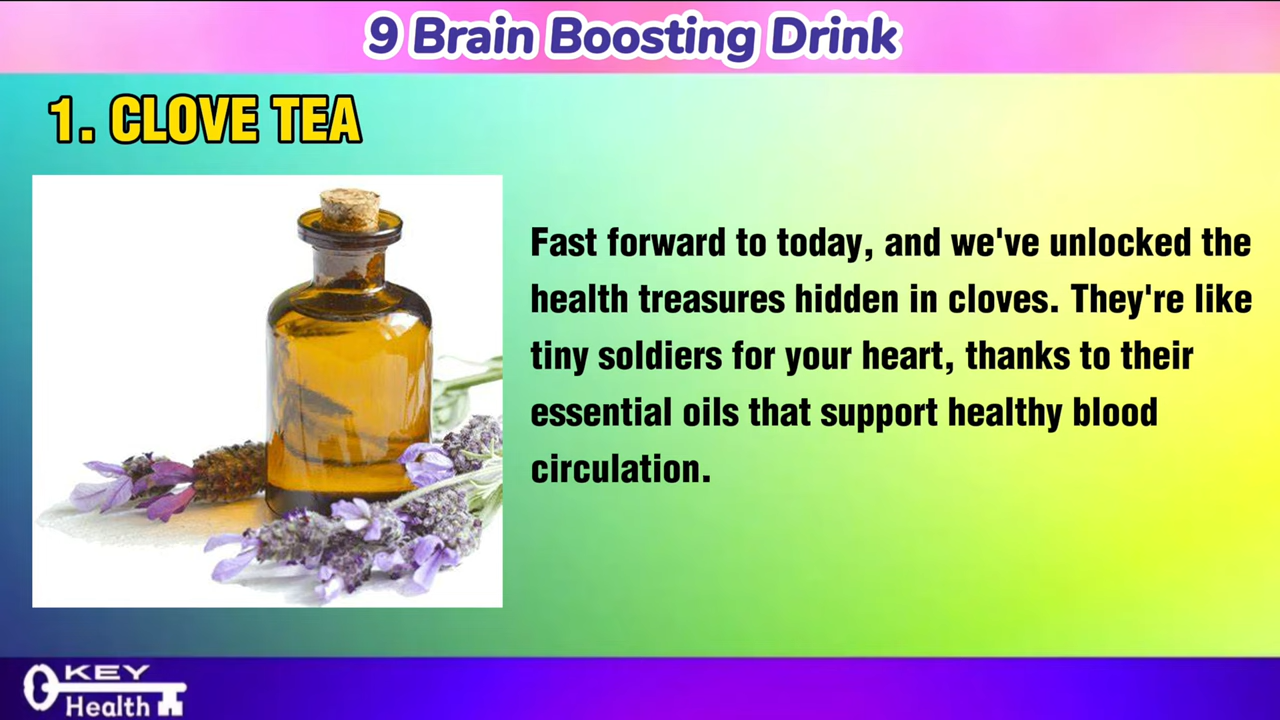 9 Brain Boosting Drink
1. CLOVE TEA
Fast forward to today, and we've unlocked the
health treasures hidden in cloves. They're like
tiny soldiers for your heart, thanks to their
essential oils that support healthy blood
circulation.
KEY
Health